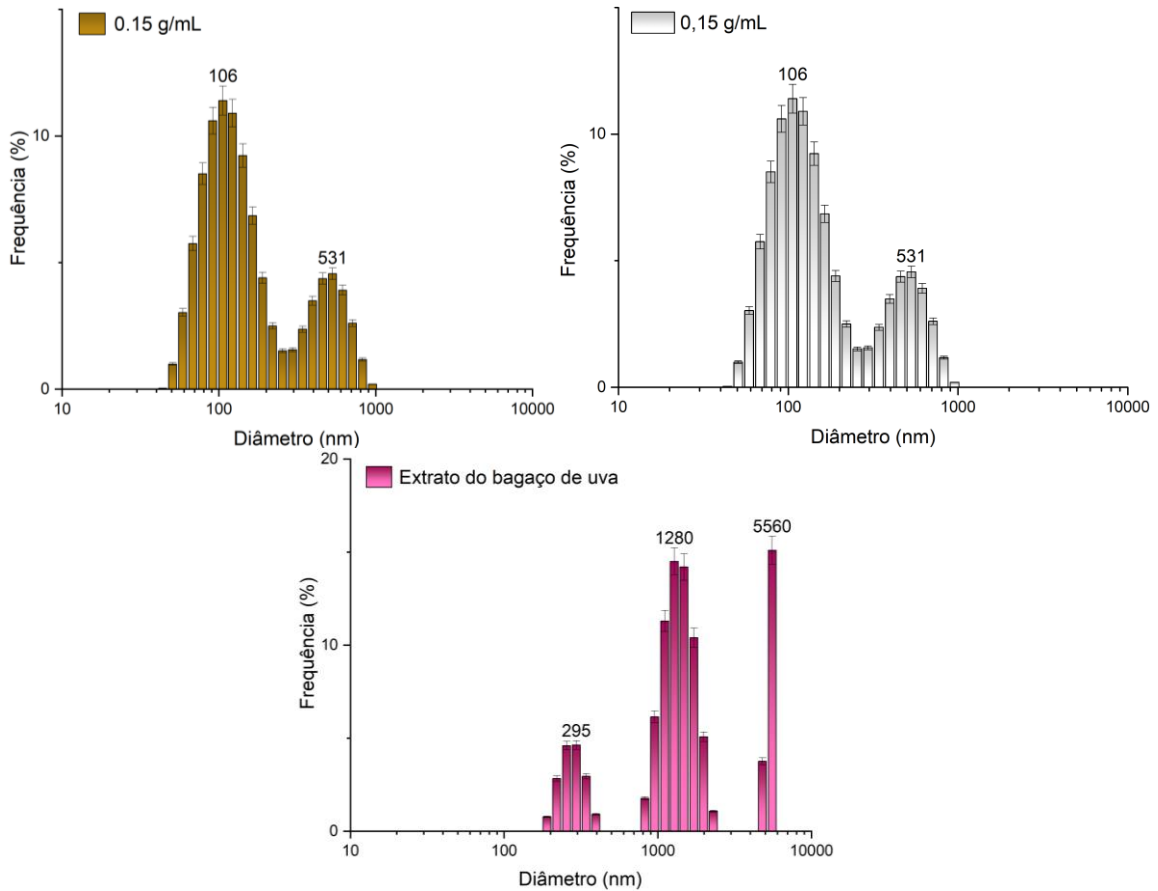 0.15 g/mL
106
531
10
0
Frequência (%)
10
100
1000
10000
Diâmetro (nm)
0,15 g/mL
106
531
10
0
Frequência (%)
10
100
1000
10000
Diâmetro (nm)
Extrato do bagaço de uva
295
1280
5560
20
10
0
Frequência (%)
10
100
1000
10000
Diâmetro (nm)